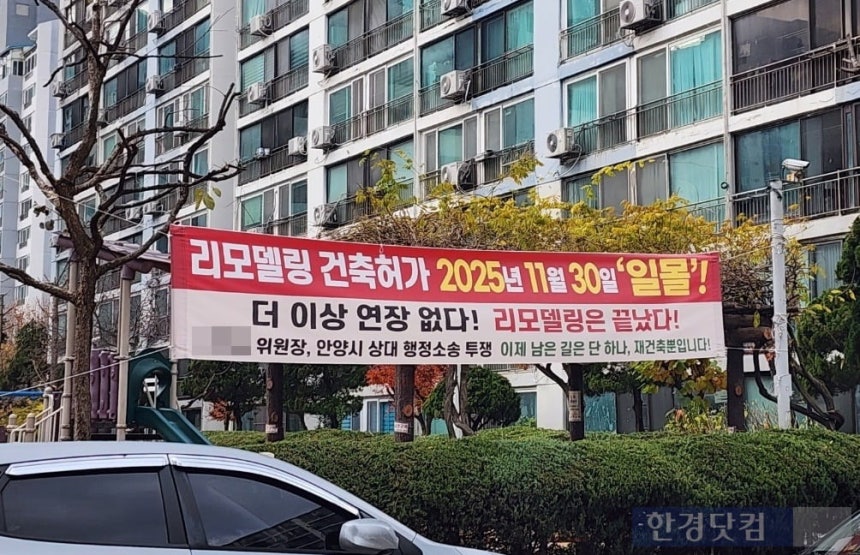 리모델링 건축허가 2025년 11월 30일 '일몰'!
더 이상 연장 없다! 리모델링은 끝났다!
위원장, 안양시 상대 행정소송 투쟁 이제 남은 길은 단 하나, 재건축뿐입니다!
한경닷컴